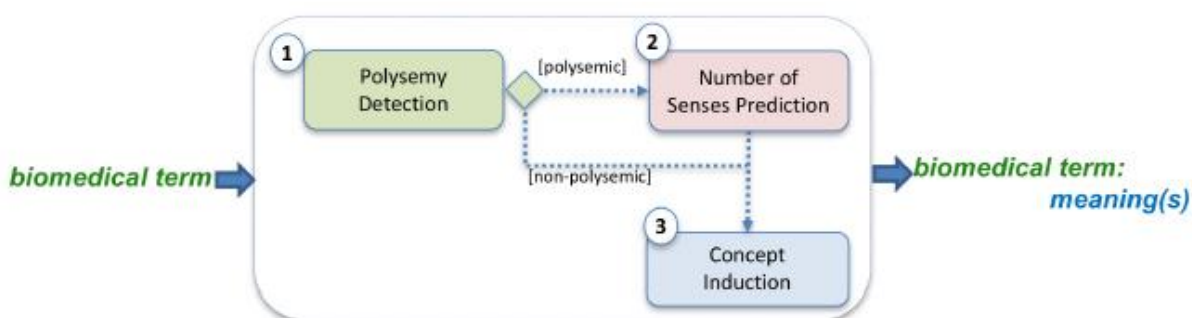 1
Polysemy
Detection
[polysemic]
2
Number of
Senses Prediction
biomedical term
[non-polysemic]
3
Concept
Induction
biomedical term:
meaning(s)